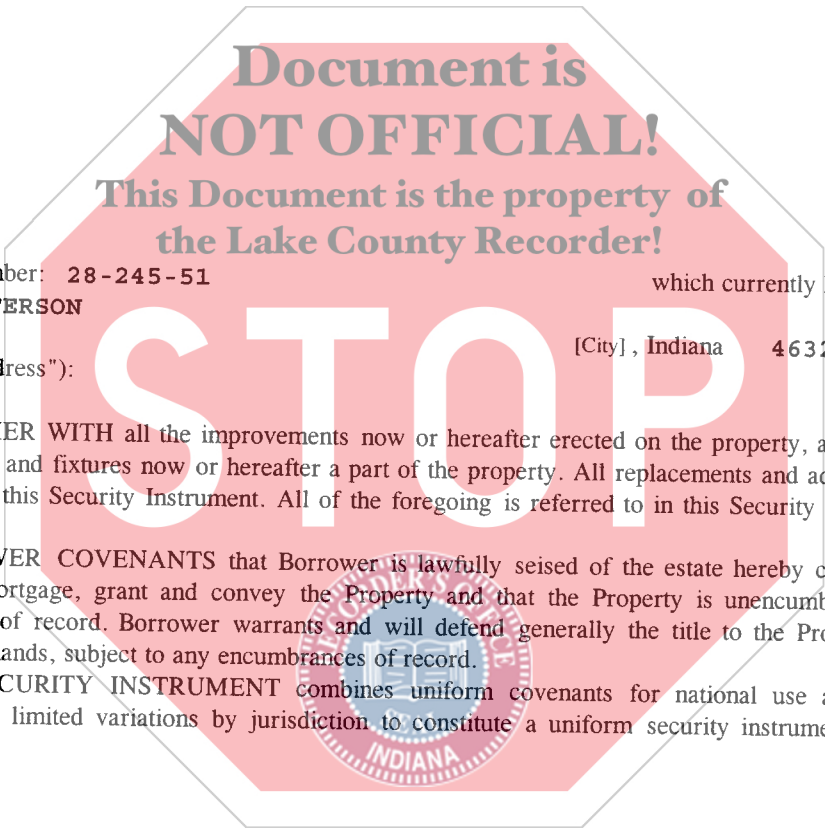 Document is
NOT OFFICIAL!
This Document is the property of
the Lake County Recorder!
ber: 28-245-51 which currently
ERSON
[City] , Indiana 4632
ress"):
STOP
ER WITH all the improvements now or hereafter erected on the property, a
and fixtures now or hereafter a part of the property. All replacements and ad
this Security Instrument. All of the foregoing is referred to in this Security
VER COVENANTS that Borrower is lawfully seised of the estate hereby c
ortgage, grant and convey the Property and that the Property is unencumb
of record. Borrower warrants and will defend generally the title to the Pro
ands, subject to any encumbrances of record.
CURITY INSTRUMENT combines uniform covenants for national use a
limited variations by jurisdiction to constitute a uniform security instrume
RECORDER'S OFFICE
INDIANA